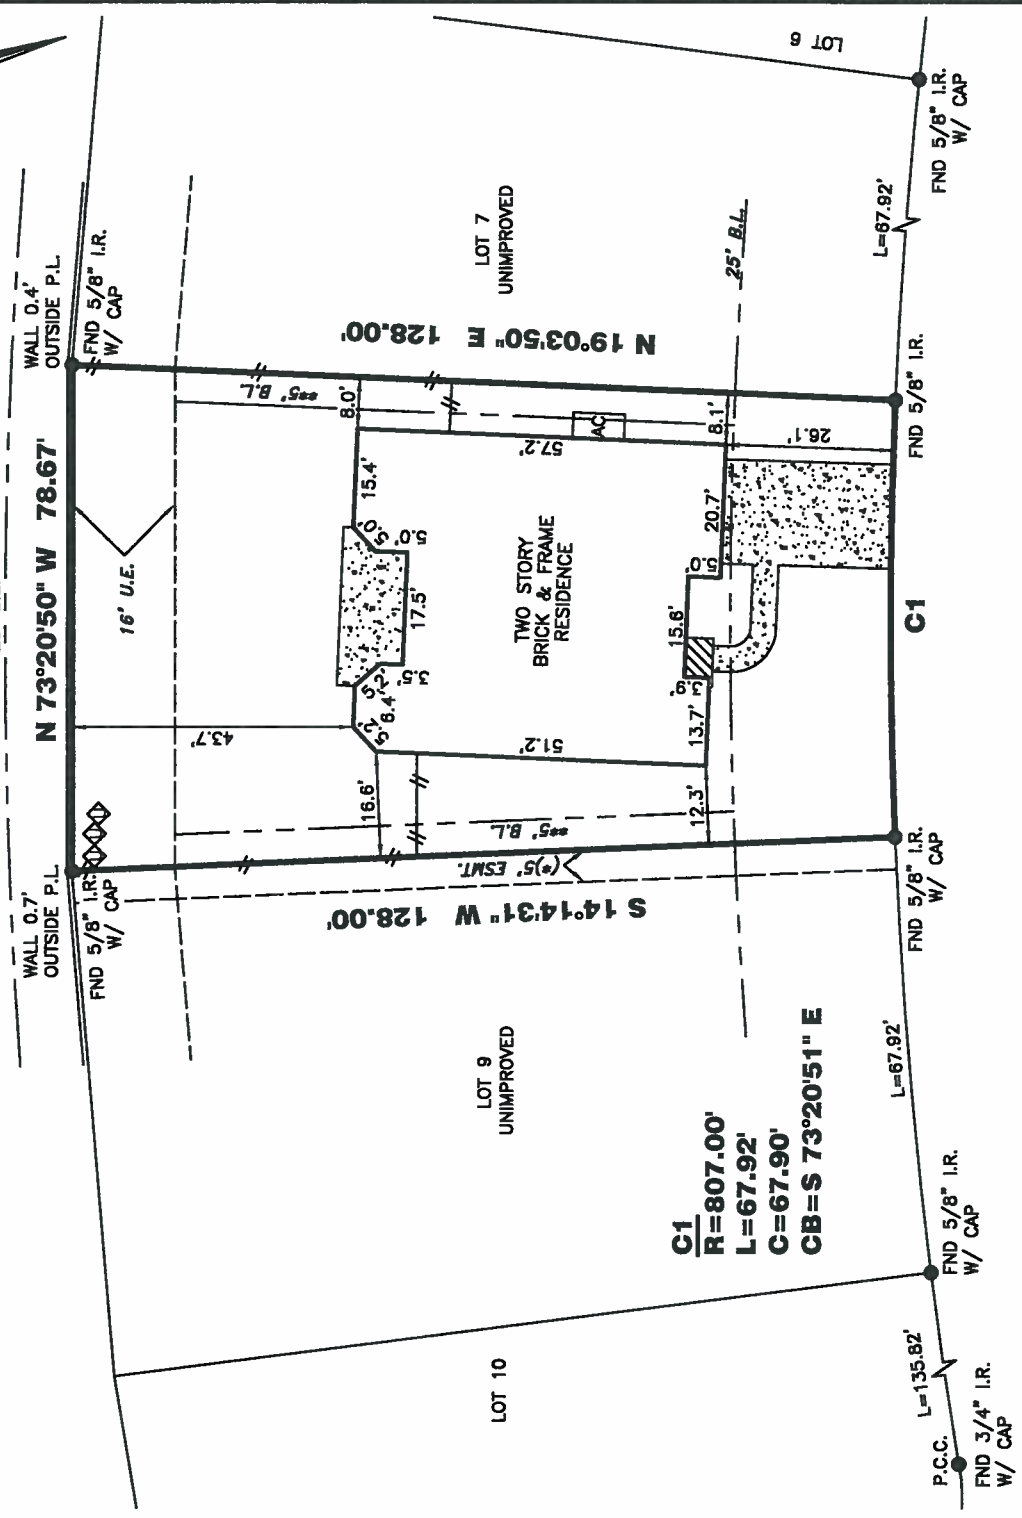 WALL 0.4'
OUTSIDE P.L.
FND 5/8" I.R.
W/ CAP
N 73°20'50" W 78.67'
16' U.E.
WALL 0.7'
OUTSIDE P.L.
FND 5/8" I.R.
W/ CAP
LOT 6
FND 5/8" I.R.
W/ CAP
L=67.92'
LOT 7
UNIMPROVED
N 19°03'50" E 128.00'
25' B.L.
**5' B.L.
8.0'
AC
8.1'
57.2'
26.1'
FND 5/8" I.R.
15.4'
5.0'
5.0'
17.5'
3.5'
5.2'
6.4'
5.2'
43.7'
TWO STORY
BRICK & FRAME
RESIDENCE
20.7'
5.0'
15.6'
3.9'
13.7'
51.2'
C1
16.6'
12.3'
**5' B.L.
(*)5' ESMT.
S 14°14'31" W 128.00'
FND 5/8" I.R.
W/ CAP
LOT 9
UNIMPROVED
L=67.92'
C1
R=807.00'
L=67.92'
C=67.90'
CB=S 73°20'51" E
FND 5/8" I.R.
W/ CAP
LOT 10
L=135.82'
P.C.C.
FND 3/4" I.R.
W/ CAP